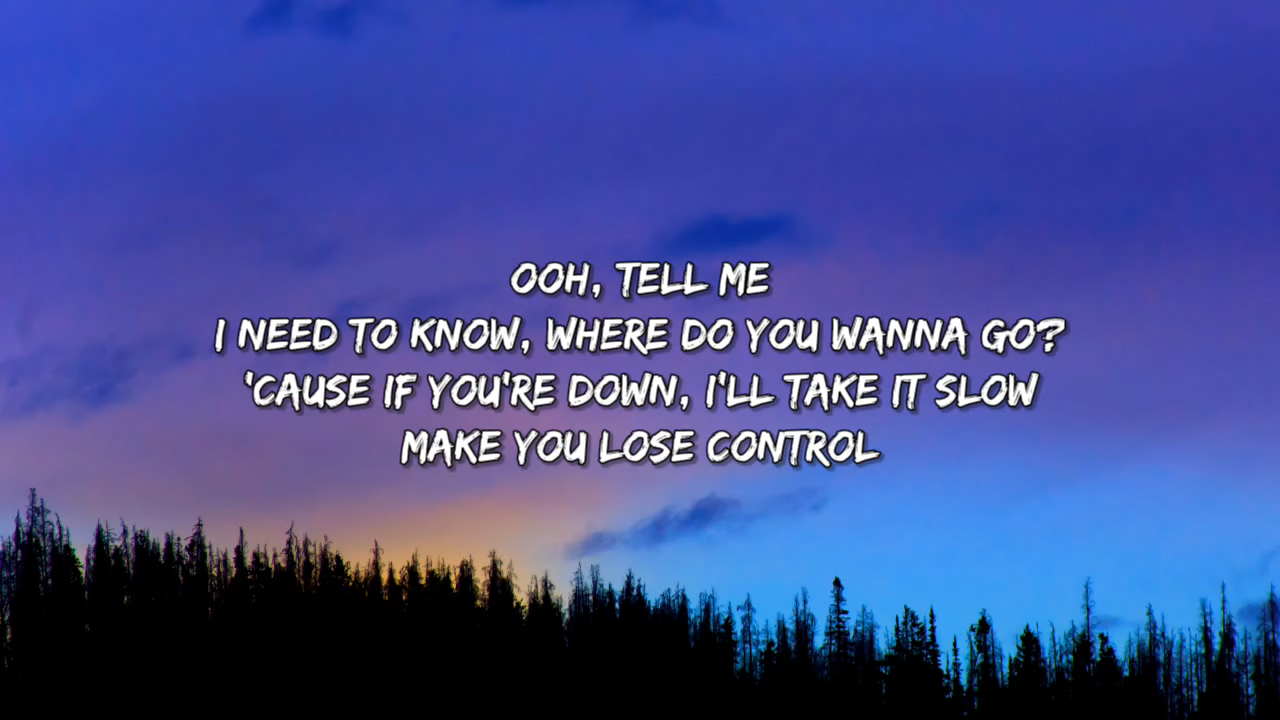 OOH, TELL ME
I NEED TO KNOW, WHERE DO YOU WANNA GO?
'CAUSE IF YOU'RE DOWN, I'LL TAKE IT SLOW
MAKE YOU LOSE CONTROL